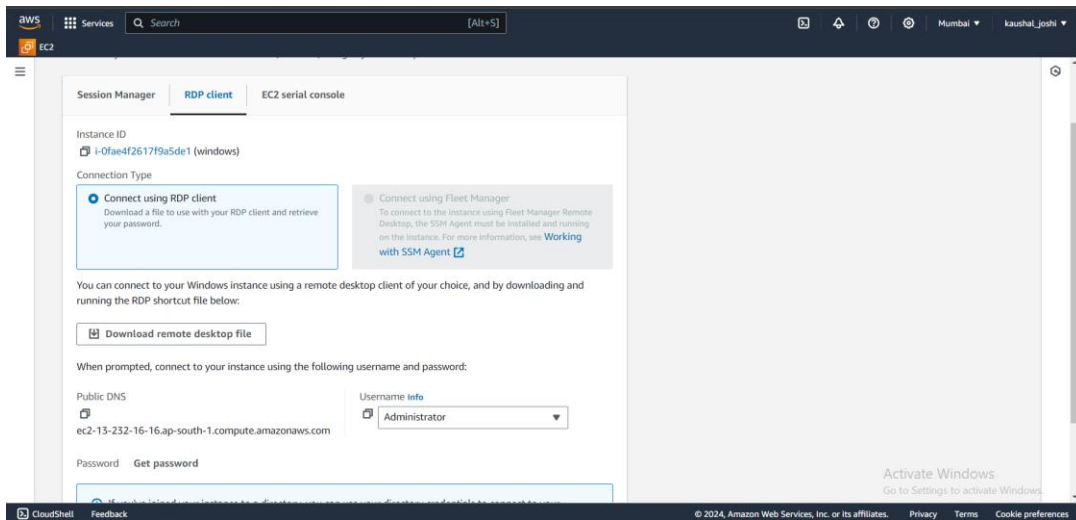 aws
Services
Search
[Alt+S]
Mumbai
kaushal_joshi
EC2
Session Manager
RDP client
EC2 serial console
Instance ID
i-0fae4f2617f9a5de1 (windows)
Connection Type
Connect using RDP client
Download a file to use with your RDP client and retrieve
your password.
Connect using Fleet Manager
To connect to the instance using Fleet Manager Remote
Desktop, the SSM Agent must be installed and running
on the instance. For more information, see Working
with SSM Agent
You can connect to your Windows instance using a remote desktop client of your choice, and by downloading and
running the RDP shortcut file below:
Download remote desktop file
When prompted, connect to your instance using the following username and password:
Public DNS
ec2-13-232-16-16.ap-south-1.compute.amazonaws.com
Username Info
Administrator
Password Get password
Activate Windows
Go to Settings to activate Windows.
CloudShell
Feedback
© 2024, Amazon Web Services, Inc. or its affiliates.
Privacy
Terms
Cookie preferences